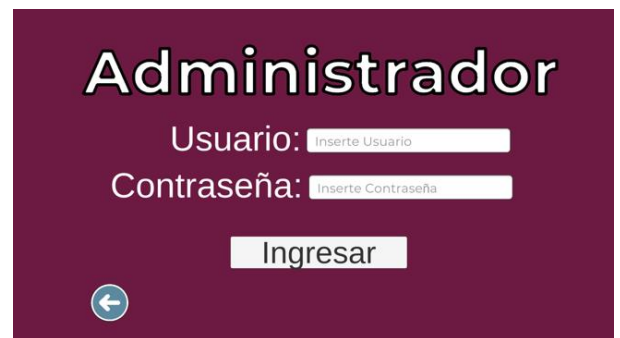 Administrador
Usuario: Inserte Usuario
Contraseña: Inserte Contraseña
Ingresar